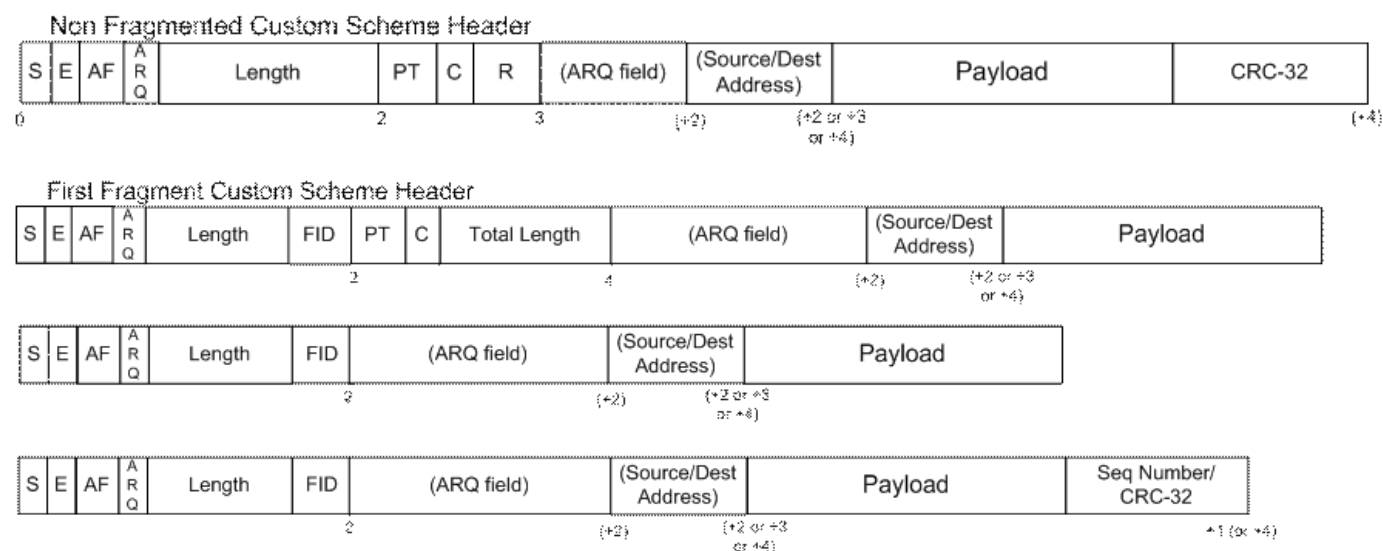 Non Fragmented Custom Scheme Header
S E AF ARQ Length PT C R (ARQ field) (Source/Dest Address) Payload CRC-32
0 2 3 (+2) (+2 or +3 or +4) (+4)
First Fragment Custom Scheme Header
S E AF ARQ Length FID PT C Total Length (ARQ field) (Source/Dest Address) Payload
2 4 (+2) (+2 or +3 or +4)
S E AF ARQ Length FID (ARQ field) (Source/Dest Address) Payload
2 (+2) (+2 or +3 or +4)
S E AF ARQ Length FID (ARQ field) (Source/Dest Address) Payload Seq Number/ CRC-32
2 (+2) (+2 or +3 or +4) +1 (or +4)